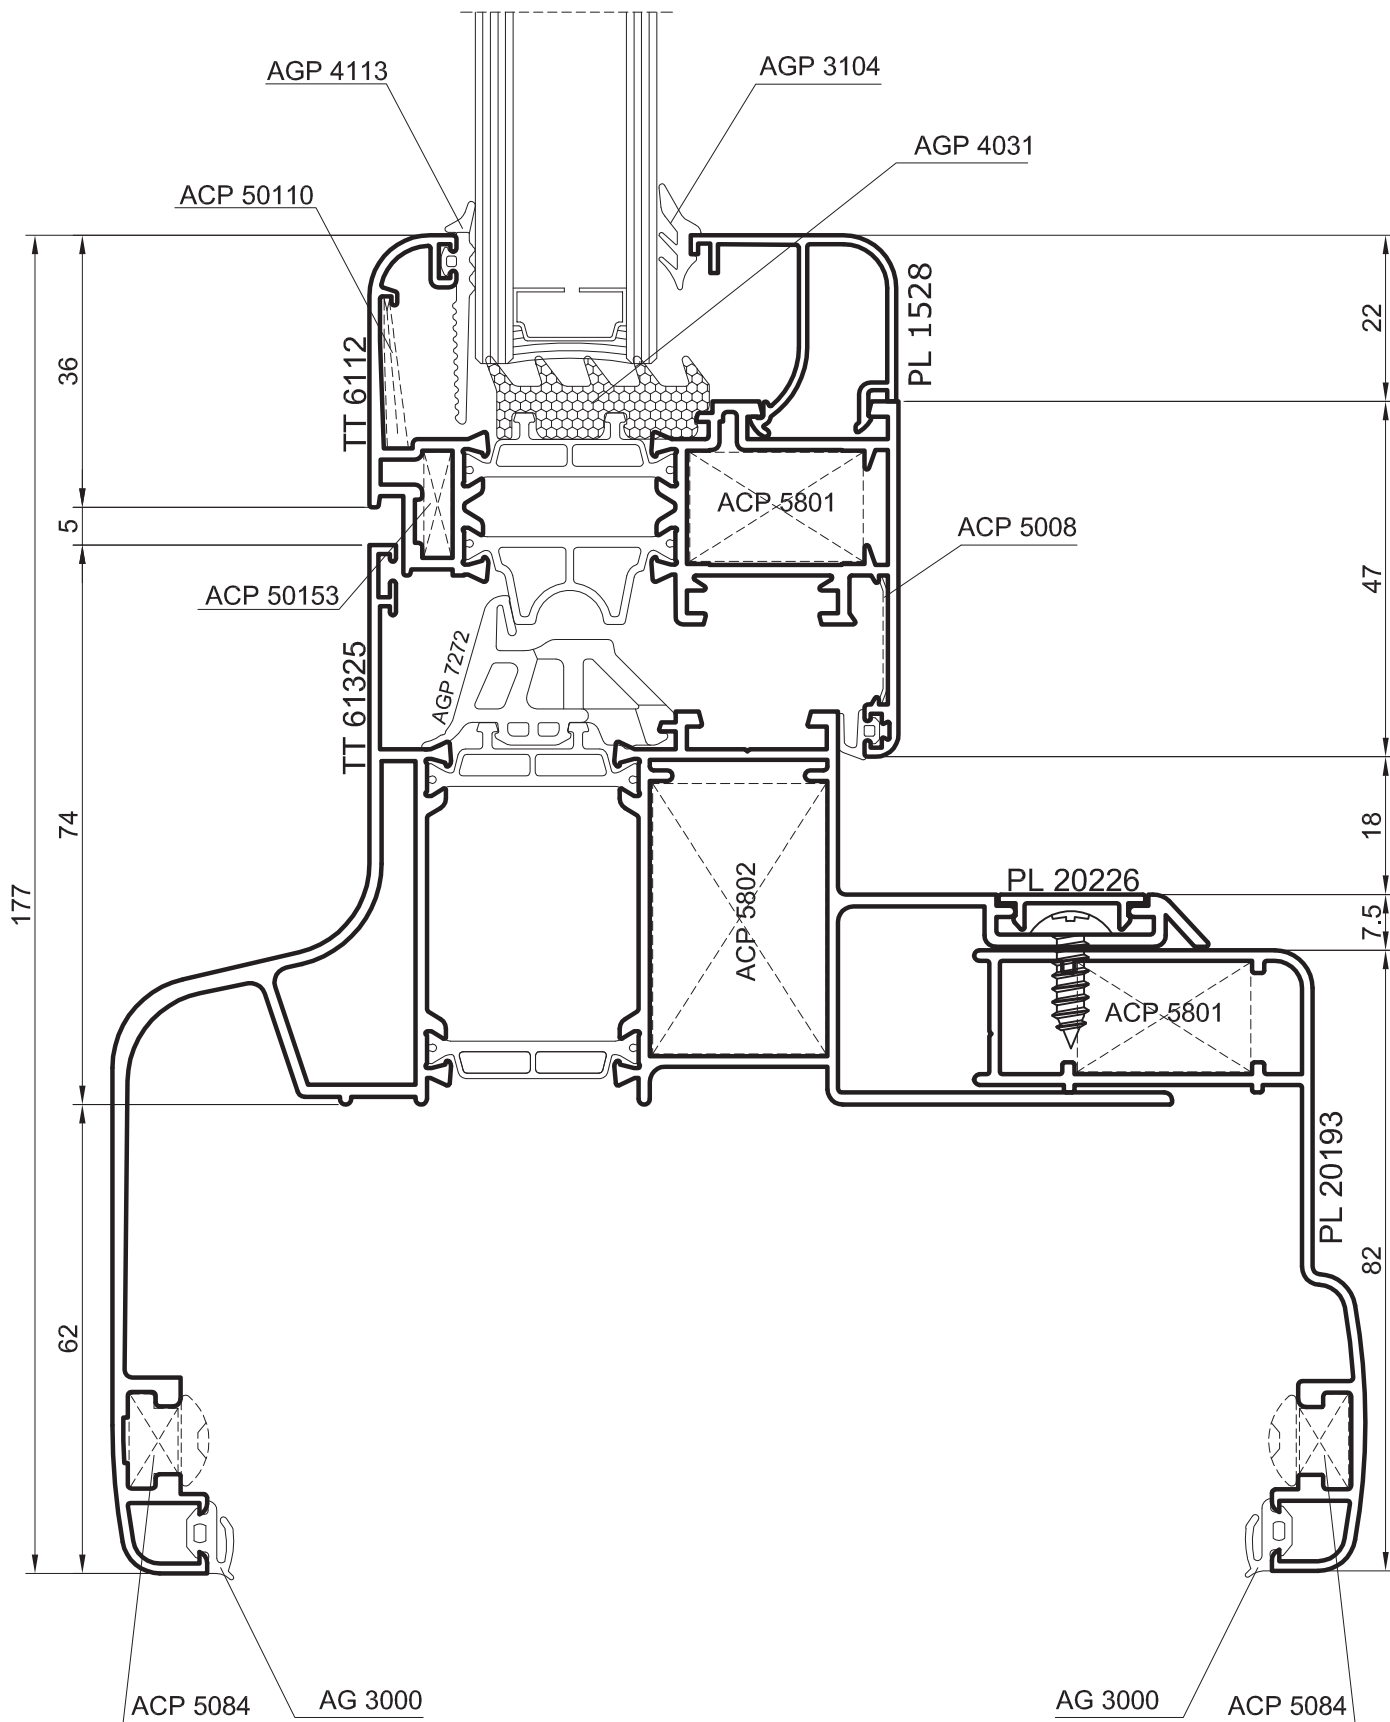 AGP 4113
AGP 3104
AGP 4031
ACP 50110
PL 1528
22
36
TT 6112
ACP 5801
5
ACP 5008
47
ACP 50153
AGP 7272
TT 61325
74
18
PL 20226
ACP 5802
177
7.5
ACP 5801
PL 20193
82
62
ACP 5084
AG 3000
AG 3000
ACP 5084